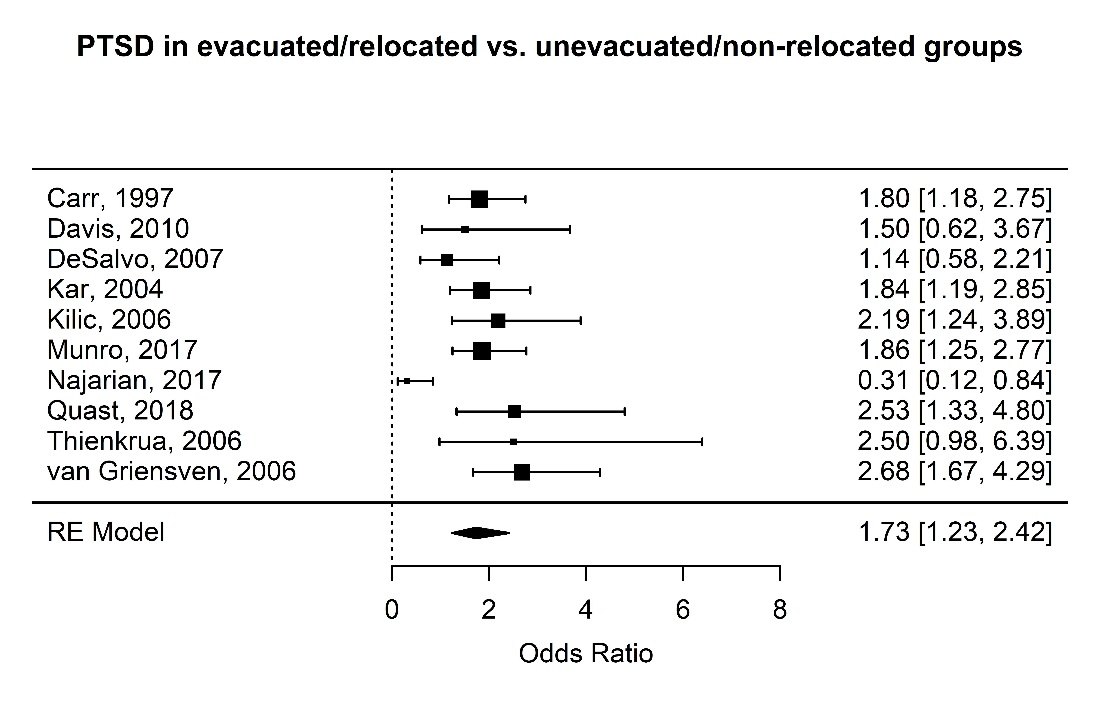 PTSD in evacuated/relocated vs. unevacuated/non-relocated groups
Carr, 1997 1.80 [1.18, 2.75]
Davis, 2010 1.50 [0.62, 3.67]
DeSalvo, 2007 1.14 [0.58, 2.21]
Kar, 2004 1.84 [1.19, 2.85]
Kilic, 2006 2.19 [1.24, 3.89]
Munro, 2017 1.86 [1.25, 2.77]
Najarian, 2017 0.31 [0.12, 0.84]
Quast, 2018 2.53 [1.33, 4.80]
Thienkrua, 2006 2.50 [0.98, 6.39]
van Griensven, 2006 2.68 [1.67, 4.29]
RE Model 1.73 [1.23, 2.42]
0 2 4 6 8
Odds Ratio